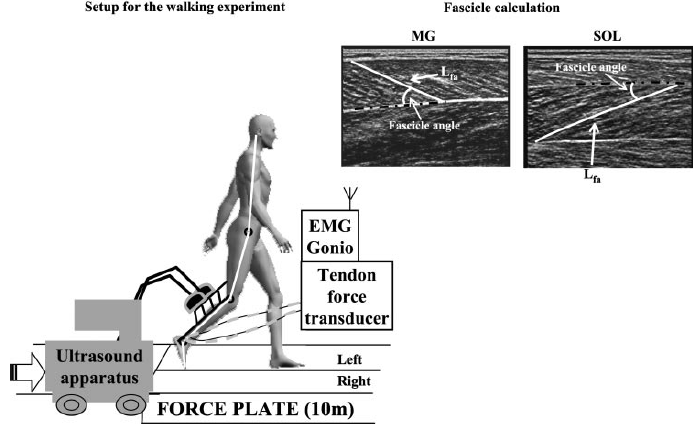 Setup for the walking experiment
Fascicle calculation
MG
SOL
Lfa
Fascicle angle
Fascicle angle
Lfa
EMG
Gonio
Tendon
force
transducer
Ultrasound
apparatus
Left
Right
FORCE PLATE (10m)